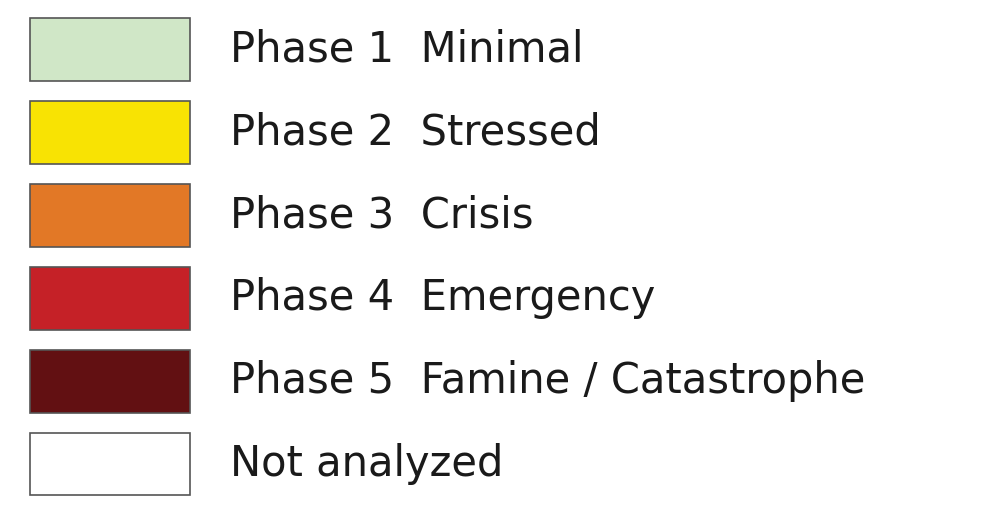 Phase 1 Minimal
Phase 2 Stressed
Phase 3 Crisis
Phase 4 Emergency
Phase 5 Famine / Catastrophe
Not analyzed